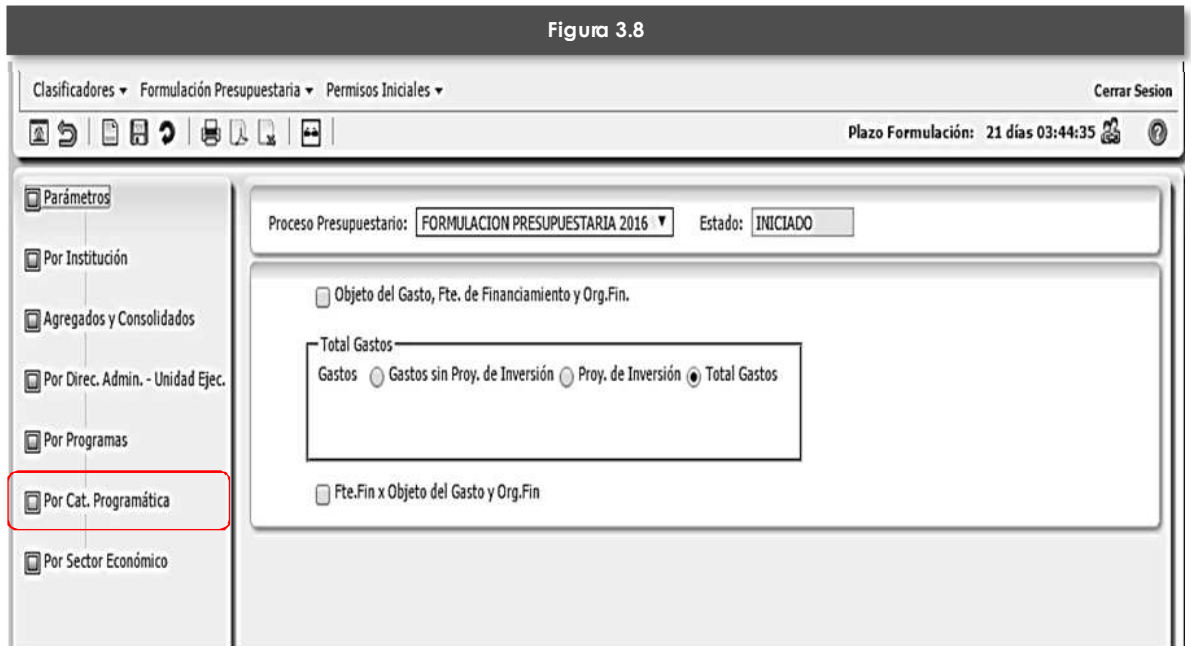 Figura 3.8
Clasificadores Formulación Presupuestaria Permisos Iniciales Cerrar Sesion
Plazo Formulación: 21 días 03:44:35
Parámetros
Proceso Presupuestario: FORMULACION PRESUPUESTARIA 2016 Estado: INICIADO
Por Institución
Objeto del Gasto, Fte. de Financiamiento y Org.Fin.
Agregados y Consolidados
Total Gastos
Gastos Gastos sin Proy. de Inversión Proy. de Inversión Total Gastos
Por Direc. Admin. - Unidad Ejec.
Por Programas
Por Cat. Programática
Fte.Fin x Objeto del Gasto y Org.Fin
Por Sector Económico